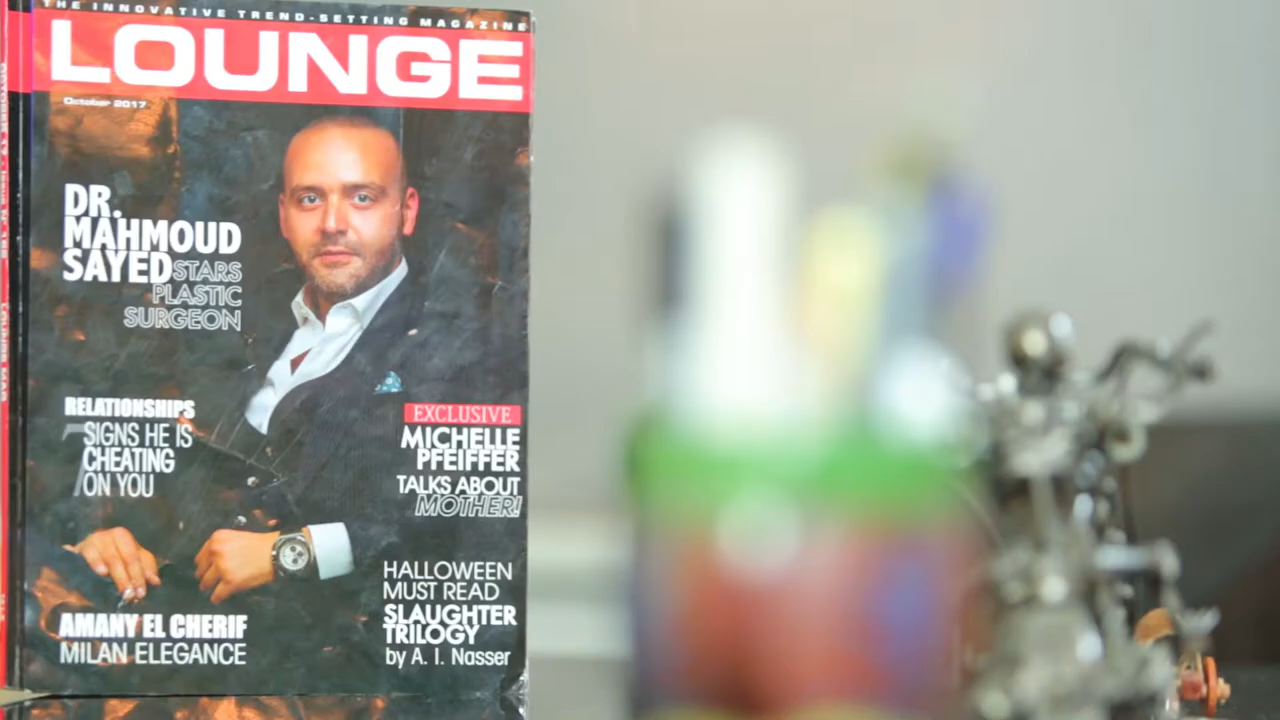 THE INNOVATIVE TREND-SETTING MAGAZINE
LOUNGE
October 2017
DR.
MAHMOUD
SAYED STARS
PLASTIC
SURGEON
RELATIONSHIPS
7 SIGNS HE IS
CHEATING
ON YOU
EXCLUSIVE
MICHELLE
PFEIFFER
TALKS ABOUT
MOTHER!
HALLOWEEN
MUST READ
SLAUGHTER
TRILOGY
by A. I. Nasser
AMANY EL CHERIF
MILAN ELEGANCE